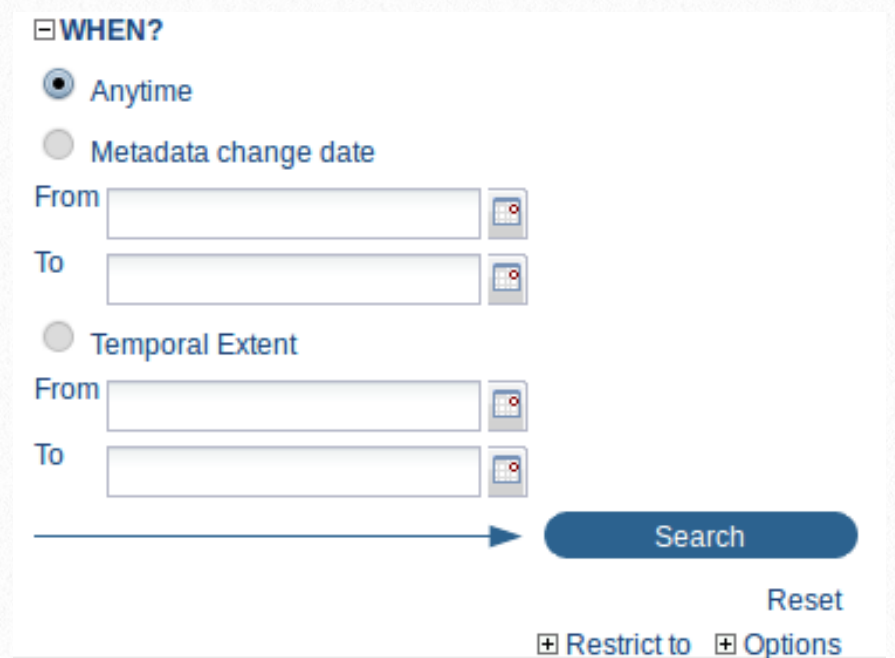 WHEN?
Anytime
Metadata change date
From
To
Temporal Extent
From
To
Search
Reset
Restrict to Options